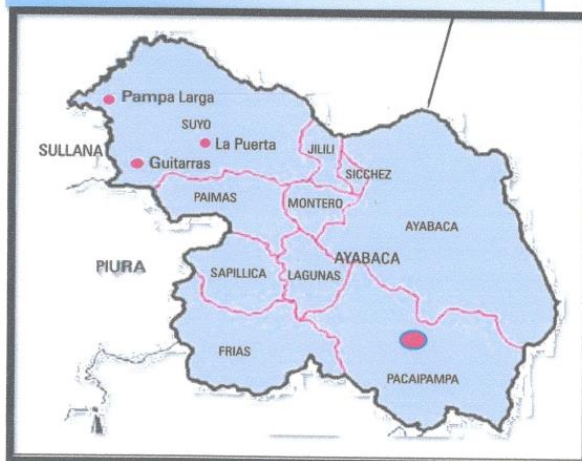 Pampa Larga
SUYO
La Puerta
JILILI
SULLANA
Guitarras
SICCHEZ
PAIMAS
MONTERO
AYABACA
AYABACA
PIURA
SAPILLICA
LAGUNAS
FRIAS
PACAIPAMPA